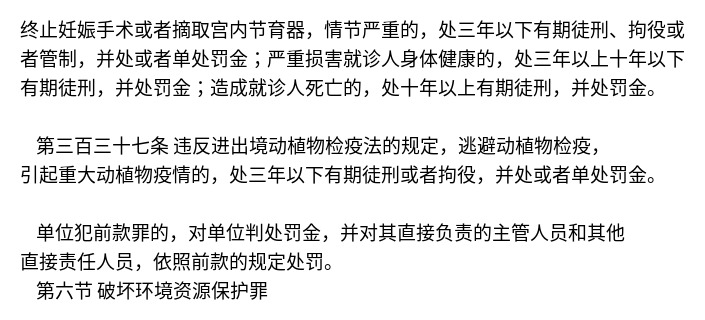 终止妊娠手术或者摘取宫内节育器，情节严重的，处三年以下有期徒刑、拘役或
者管制，并处或者单处罚金；严重损害就诊人身体健康的，处三年以上十年以下
有期徒刑，并处罚金；造成就诊人死亡的，处十年以上有期徒刑，并处罚金。
第三百三十七条 违反进出境动植物检疫法的规定，逃避动植物检疫，
引起重大动植物疫情的，处三年以下有期徒刑或者拘役，并处或者单处罚金。
单位犯前款罪的，对单位判处罚金，并对其直接负责的主管人员和其他
直接责任人员，依照前款的规定处罚。
第六节 破坏环境资源保护罪